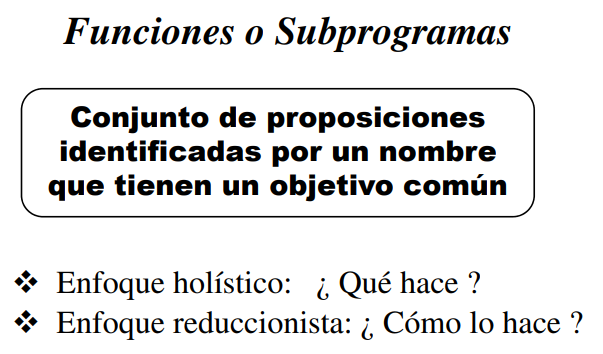 Funciones o Subprogramas
Conjunto de proposiciones
identificadas por un nombre
que tienen un objetivo común
❖ Enfoque holístico: ¿ Qué hace ?
❖ Enfoque reduccionista: ¿ Cómo lo hace ?